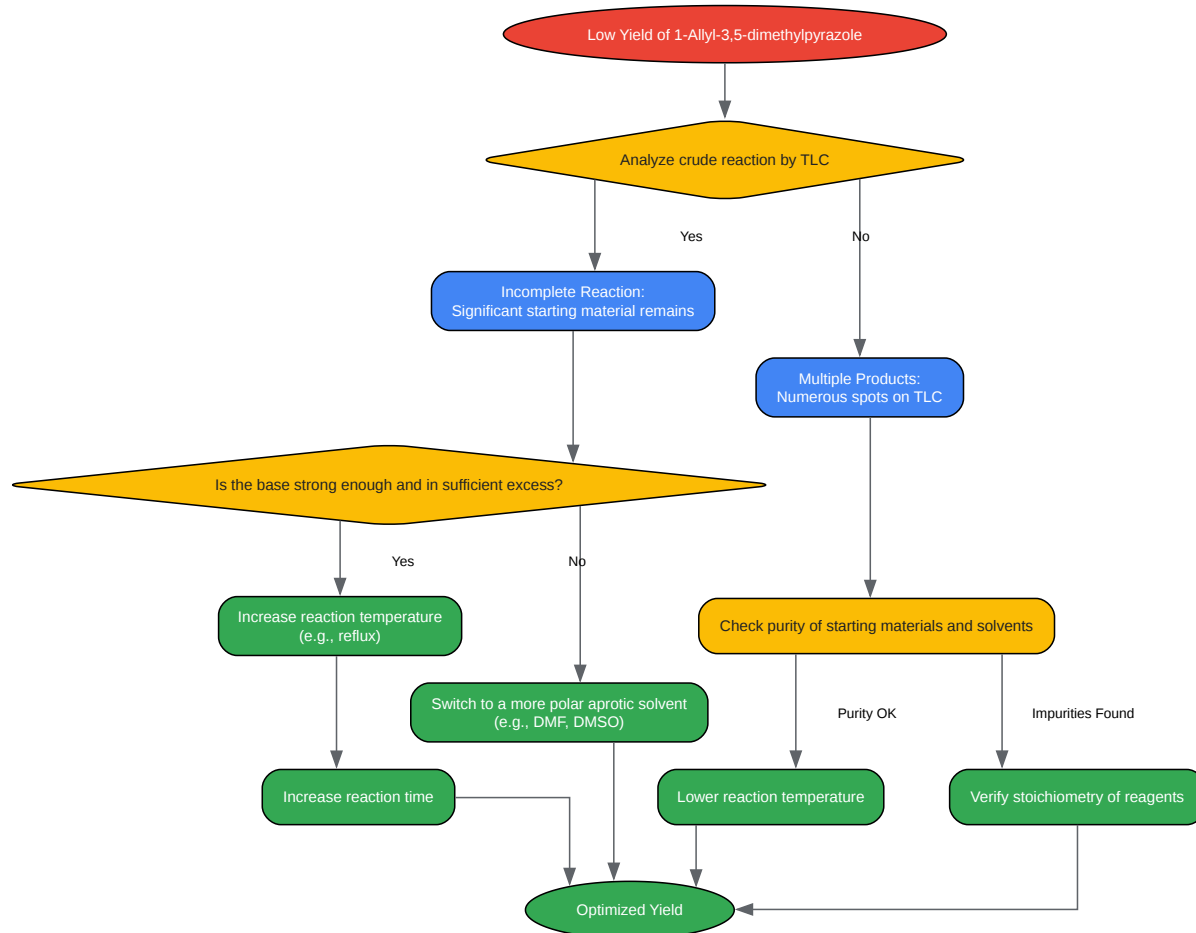 Low Yield of 1-Allyl-3,5-dimethylpyrazole
Analyze crude reaction by TLC
Yes
No
Incomplete Reaction:
Significant starting material remains
Multiple Products:
Numerous spots on TLC
Is the base strong enough and in sufficient excess?
Yes
No
Increase reaction temperature
(e.g., reflux)
Check purity of starting materials and solvents
Switch to a more polar aprotic solvent
(e.g., DMF, DMSO)
Purity OK
Impurities Found
Increase reaction time
Lower reaction temperature
Verify stoichiometry of reagents
Optimized Yield